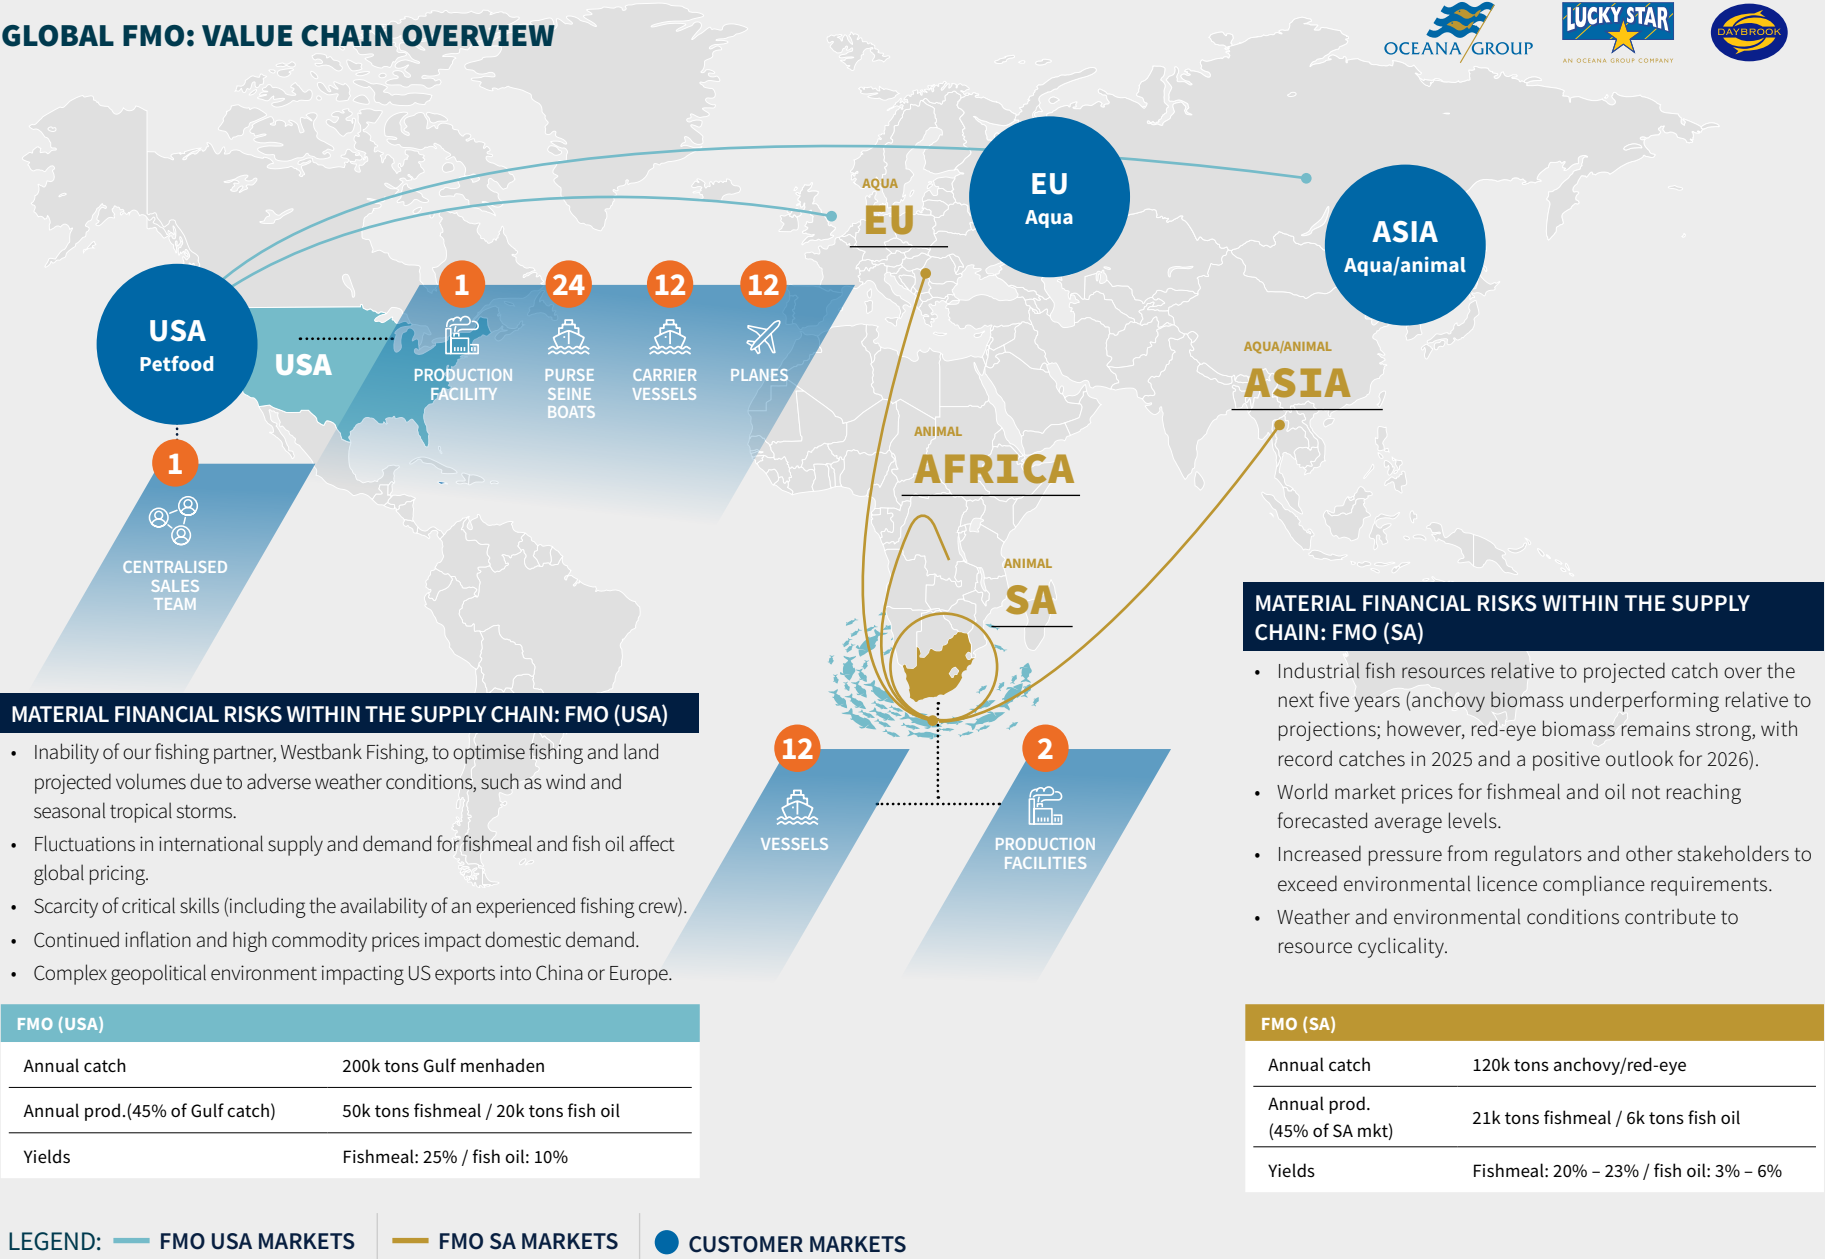 GLOBAL FMO: VALUE CHAIN OVERVIEW
OCEANA GROUP
LUCKY STAR
AN OCEANA GROUP COMPANY
DAYBROOK
USA
Petfood
USA
EU
Aqua
ASIA
Aqua/animal
AQUA
EU
AQUA/ANIMAL
ASIA
ANIMAL
AFRICA
ANIMAL
SA
1
PRODUCTION
FACILITY
24
PURSE
SEINE
BOATS
12
CARRIER
VESSELS
12
PLANES
1
CENTRALISED
SALES
TEAM
12
VESSELS
2
PRODUCTION
FACILITIES
MATERIAL FINANCIAL RISKS WITHIN THE SUPPLY CHAIN: FMO (USA)
• Inability of our fishing partner, Westbank Fishing, to optimise fishing and land
projected volumes due to adverse weather conditions, such as wind and
seasonal tropical storms.
• Fluctuations in international supply and demand for fishmeal and fish oil affect
global pricing.
• Scarcity of critical skills (including the availability of an experienced fishing crew).
• Continued inflation and high commodity prices impact domestic demand.
• Complex geopolitical environment impacting US exports into China or Europe.
FMO (USA)
Annual catch 200k tons Gulf menhaden
Annual prod.(45% of Gulf catch) 50k tons fishmeal / 20k tons fish oil
Yields Fishmeal: 25% / fish oil: 10%
MATERIAL FINANCIAL RISKS WITHIN THE SUPPLY
CHAIN: FMO (SA)
• Industrial fish resources relative to projected catch over the
next five years (anchovy biomass underperforming relative to
projections; however, red-eye biomass remains strong, with
record catches in 2025 and a positive outlook for 2026).
• World market prices for fishmeal and oil not reaching
forecasted average levels.
• Increased pressure from regulators and other stakeholders to
exceed environmental licence compliance requirements.
• Weather and environmental conditions contribute to
resource cyclicality.
FMO (SA)
Annual catch 120k tons anchovy/red-eye
Annual prod.
(45% of SA mkt) 21k tons fishmeal / 6k tons fish oil
Yields Fishmeal: 20% – 23% / fish oil: 3% – 6%
LEGEND: FMO USA MARKETS FMO SA MARKETS CUSTOMER MARKETS